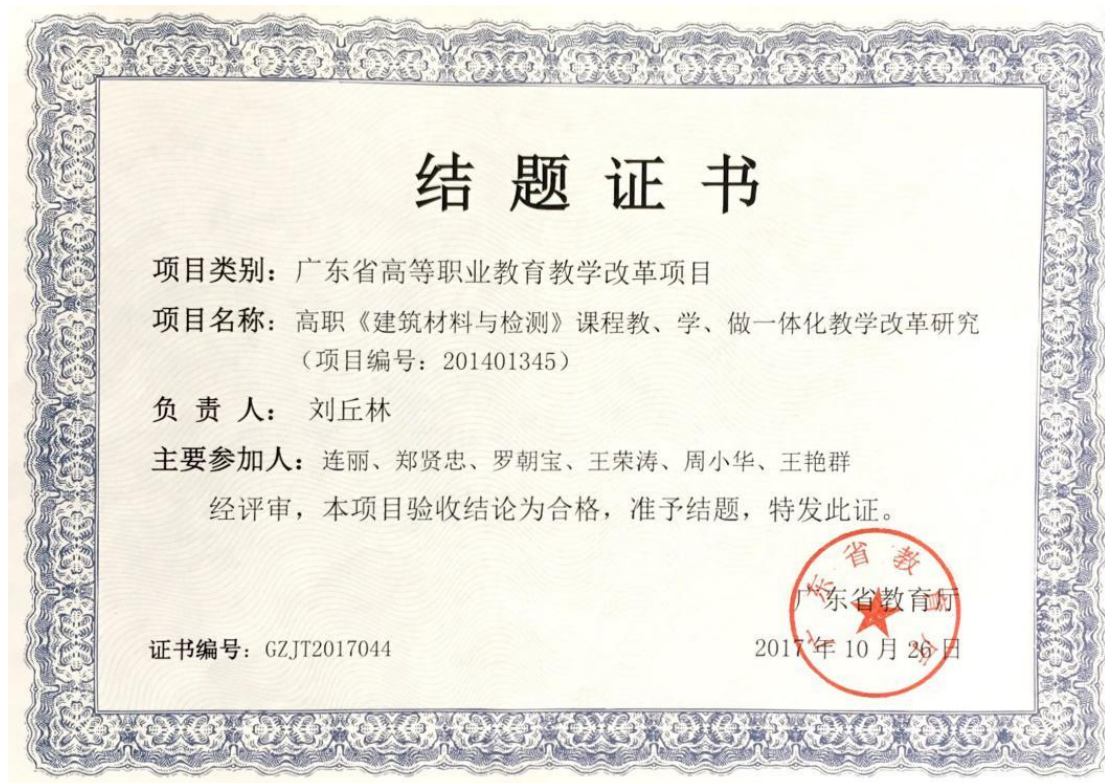 结题证书
项目类别：广东省高等职业教育教学改革项目
项目名称：高职《建筑材料与检测》课程教、学、做一体化教学改革研究
（项目编号：201401345）
负 责 人： 刘丘林
主要参加人：连丽、郑贤忠、罗朝宝、王荣涛、周小华、王艳群
经评审，本项目验收结论为合格，准予结题，特发此证。
广东省教育厅
广东省教育厅
证书编号：GZJT2017044
2017年10月26日